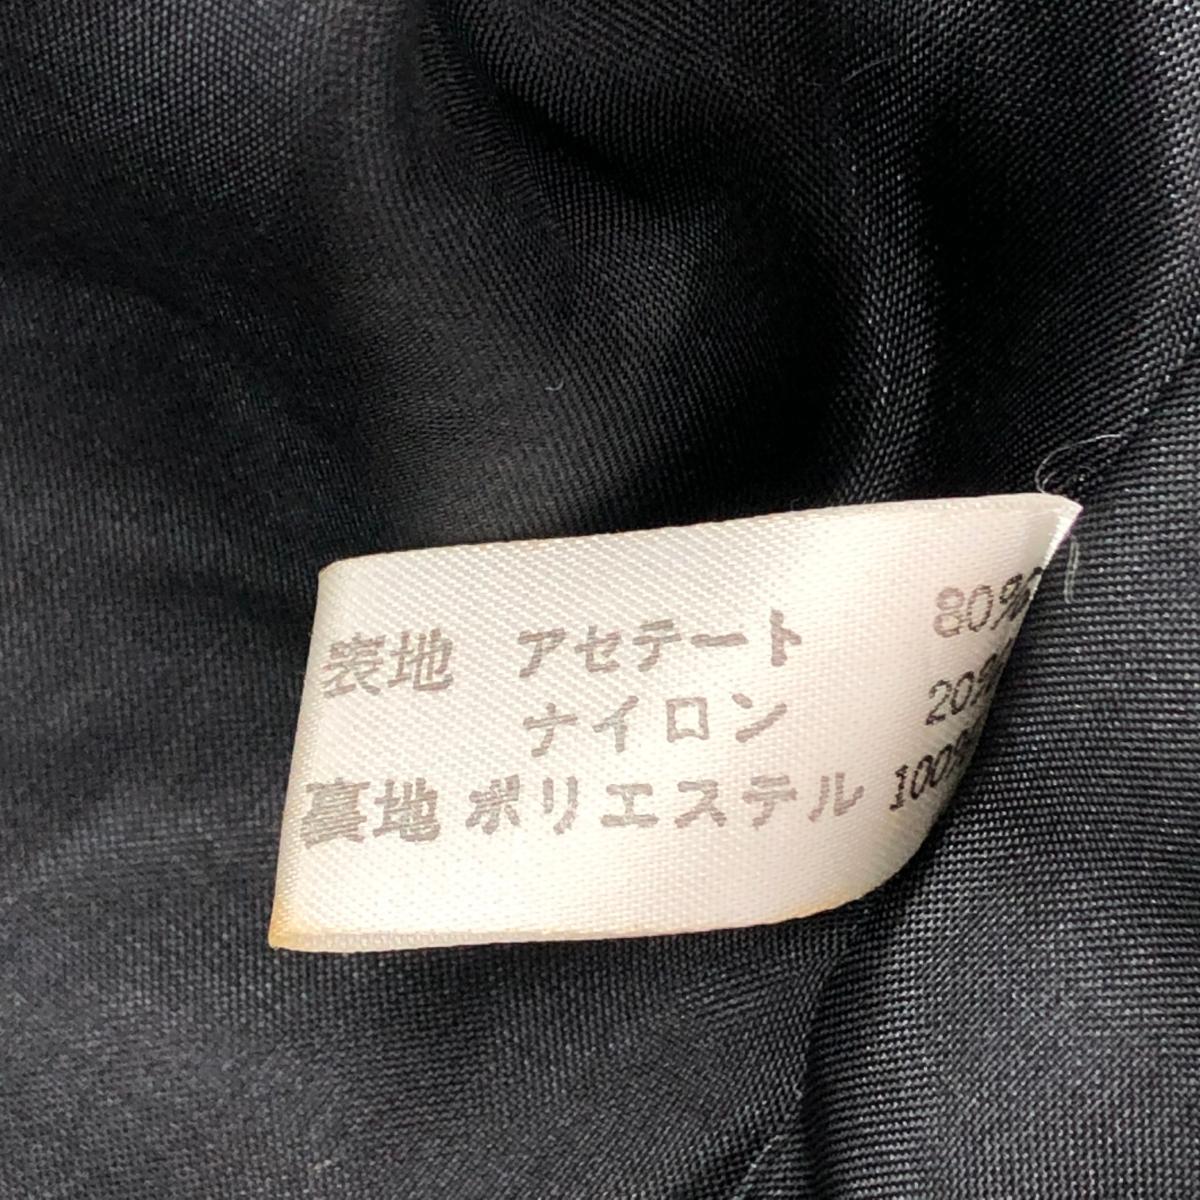 表地 アセテート 80%
ナイロン 20%
裏地 ポリエステル 100%